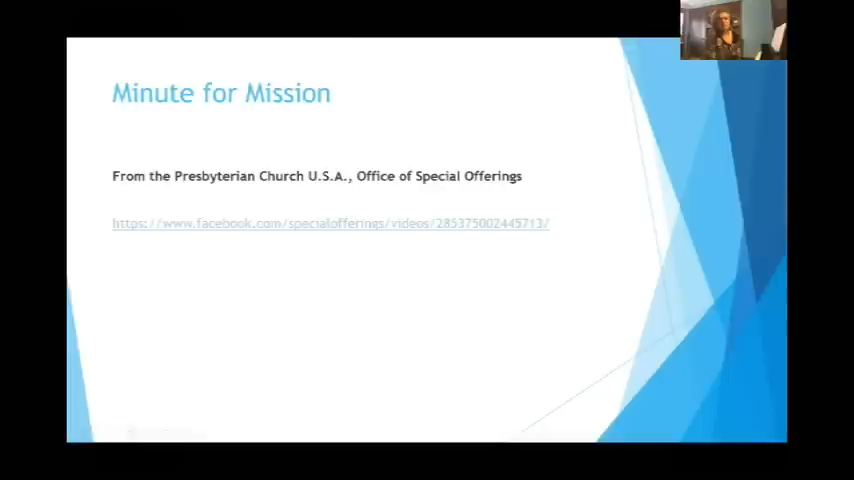 Minute for Mission
From the Presbyterian Church U.S.A., Office of Special Offerings
https://www.facebook.com/specialofferings/videos/285375002445713/